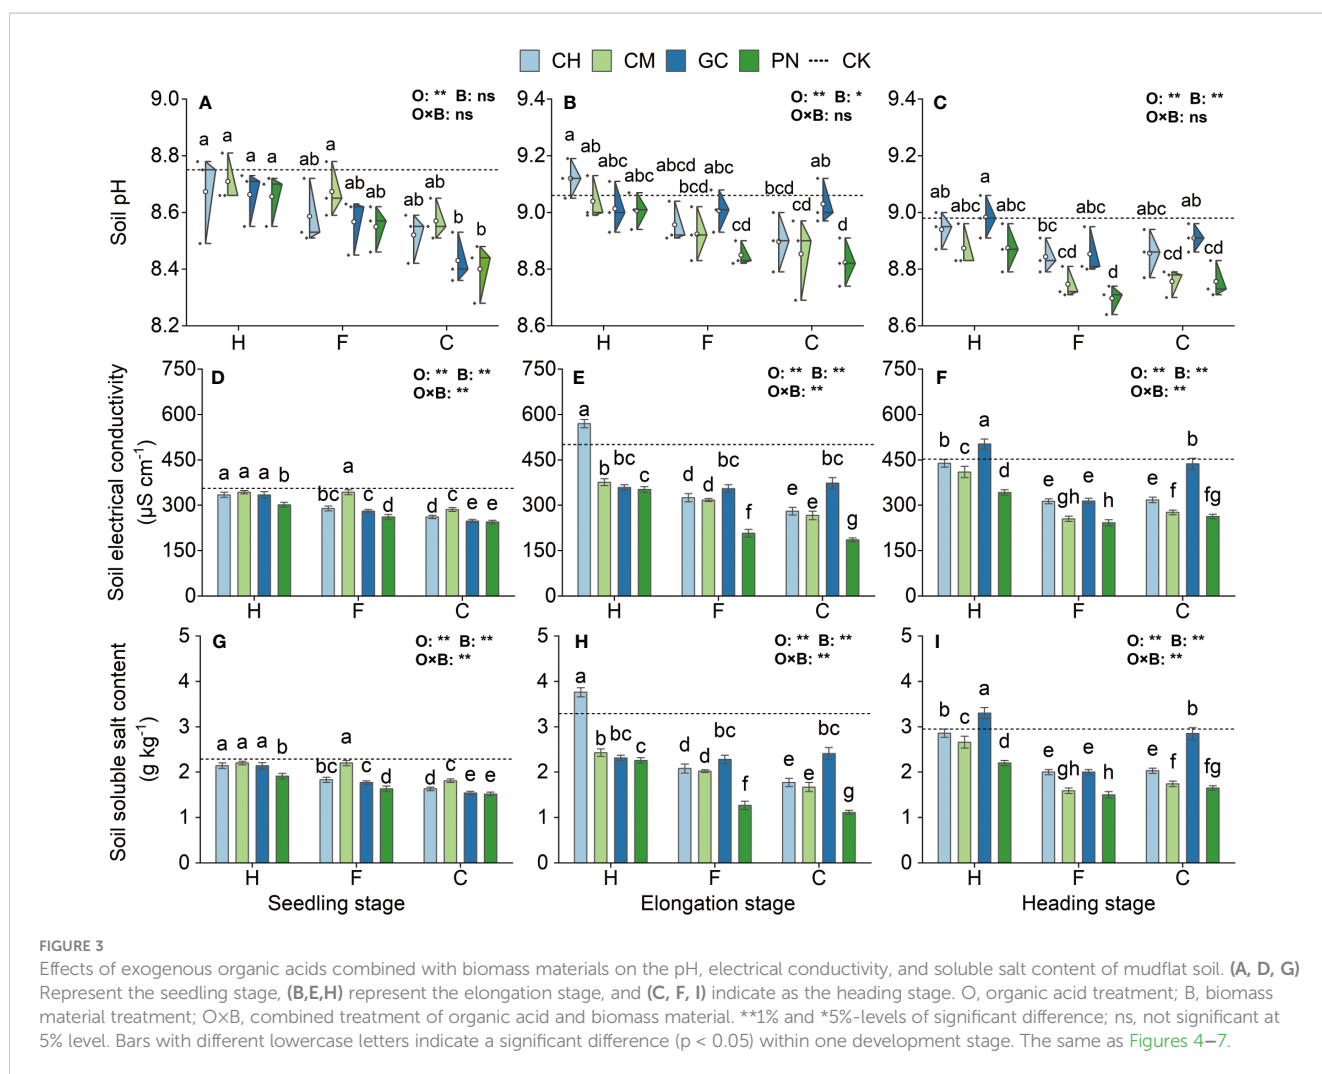 CH CM GC PN CK
A
O: ** B: ns
O×B: ns
9.0
8.8
8.6
8.4
8.2
Soil pH
a a a a ab a ab ab ab ab b b
H F C
B
O: ** B: *
O×B: ns
9.4
9.2
9.0
8.8
8.6
a ab abc abc abcd bcd abc cd bcd cd ab d
H F C
C
O: ** B: **
O×B: ns
9.4
9.2
9.0
8.8
8.6
ab abc a abc bc cd abc d abc cd ab cd
H F C
D
O: ** B: **
O×B: **
750
600
450
300
150
0
Soil electrical conductivity
(µS cm-1)
a a a b bc a c d d c e e
H F C
E
O: ** B: **
O×B: **
750
600
450
300
150
0
a b bc c d d bc f e e bc g
H F C
F
O: ** B: **
O×B: **
750
600
450
300
150
0
b c a d e gh e h e f b fg
H F C
G
O: ** B: **
O×B: **
5
4
3
2
1
0
Soil soluble salt content
(g kg-1)
a a a b bc a c d d c e e
H F C
Seedling stage
H
O: ** B: **
O×B: **
5
4
3
2
1
0
a b bc c d d bc f e e bc g
H F C
Elongation stage
I
O: ** B: **
O×B: **
5
4
3
2
1
0
b c a d e gh e h e f b fg
H F C
Heading stage
FIGURE 3
Effects of exogenous organic acids combined with biomass materials on the pH, electrical conductivity, and soluble salt content of mudflat soil. (A, D, G)
Represent the seedling stage, (B,E,H) represent the elongation stage, and (C, F, I) indicate as the heading stage. O, organic acid treatment; B, biomass
material treatment; O×B, combined treatment of organic acid and biomass material. **1% and *5%-levels of significant difference; ns, not significant at
5% level. Bars with different lowercase letters indicate a significant difference (p < 0.05) within one development stage. The same as Figures 4–7.